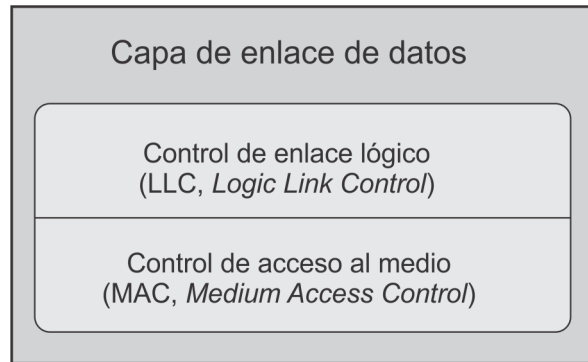 Capa de enlace de datos
Control de enlace lógico
(LLC, Logic Link Control)
Control de acceso al medio
(MAC, Medium Access Control)